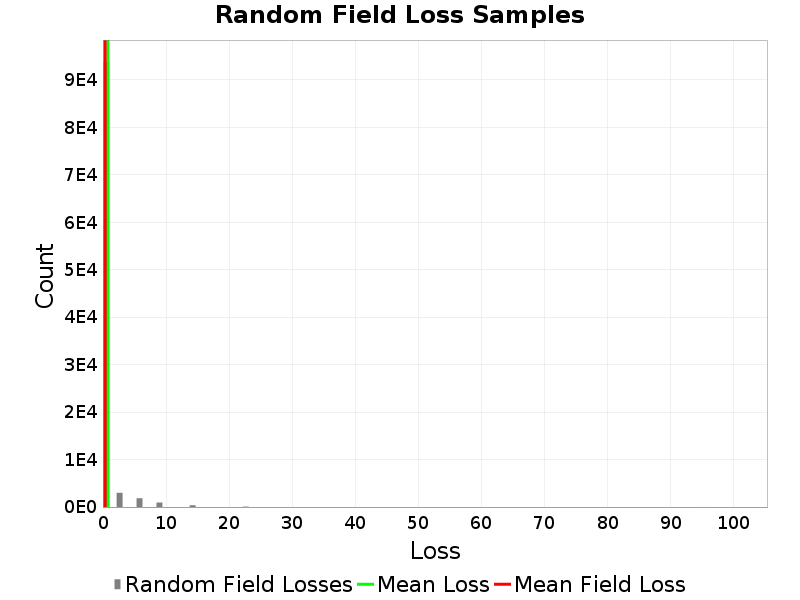 Random Field Loss Samples
Count
9E4
8E4
7E4
6E4
5E4
4E4
3E4
2E4
1E4
0E0
0 10 20 30 40 50 60 70 80 90 100
Loss
Random Field Losses Mean Loss Mean Field Loss